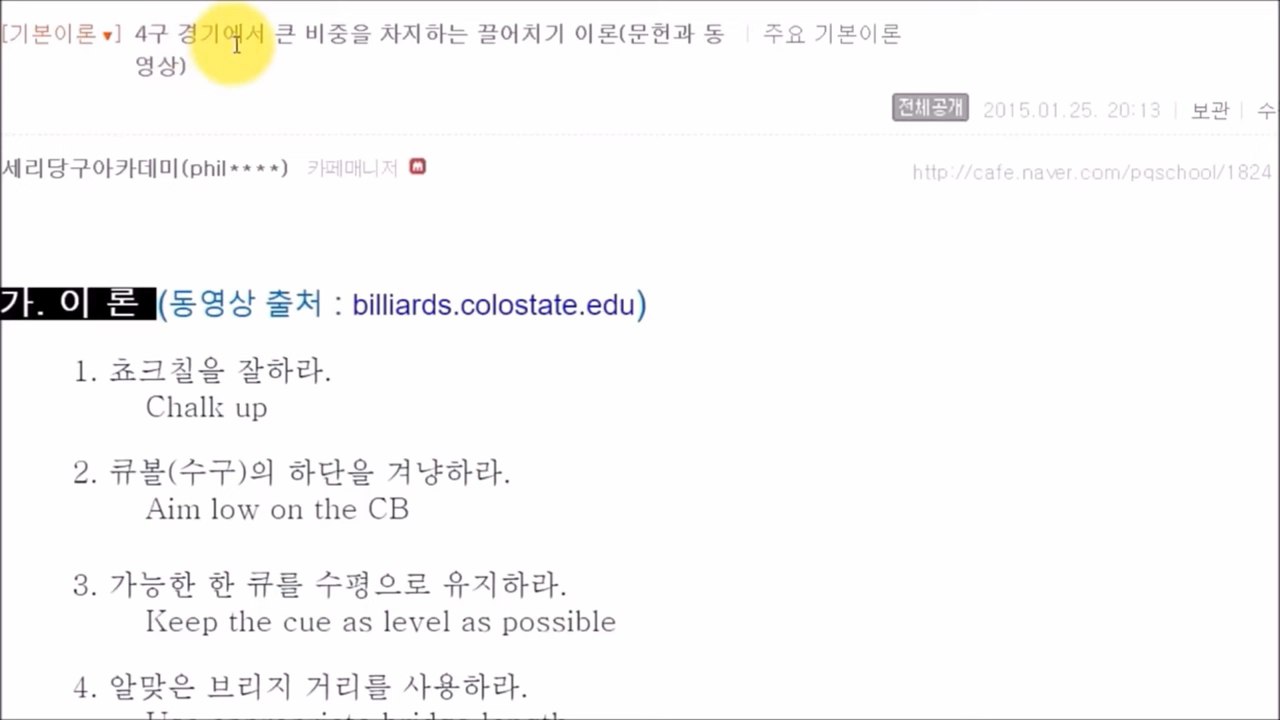 [기본이론▼] 4구 경기에서 큰 비중을 차지하는 끌어치기 이론(문헌과 동 | 주요 기본이론
영상)
전체공개 2015.01.25. 20:13 | 보관 | 수
세리당구아카데미(phil****) 카페매니저
http://cafe.naver.com/pqschool/1824
가. 이 론 (동영상 출처 : billiards.colostate.edu)
1. 쵸크칠을 잘하라.
Chalk up
2. 큐볼(수구)의 하단을 겨냥하라.
Aim low on the CB
3. 가능한 한 큐를 수평으로 유지하라.
Keep the cue as level as possible
4. 알맞은 브리지 거리를 사용하라.
Use appropriate bridge length